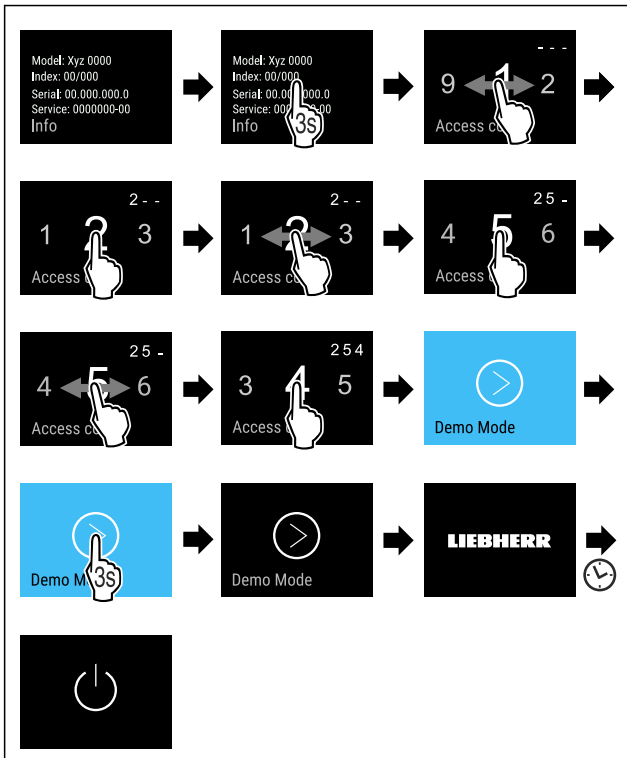 Model: Xyz 0000
Index: 00/000
Serial: 00.000.000.0
Service: 0000000-00
Info
Model: Xyz 0000
Index: 00/000
Serial: 00.0 000.0
Service: 00 -00
Info
3s
- - -
9 1 2
Access c
2 - -
1 2 3
Access
2 - -
1 2 3
Access c
2 5 -
4 5 6
Access c
2 5 -
4 5 6
Access c
2 5 4
3 4 5
Access
Demo Mode
Demo M
3s
Demo Mode
LIEBHERR